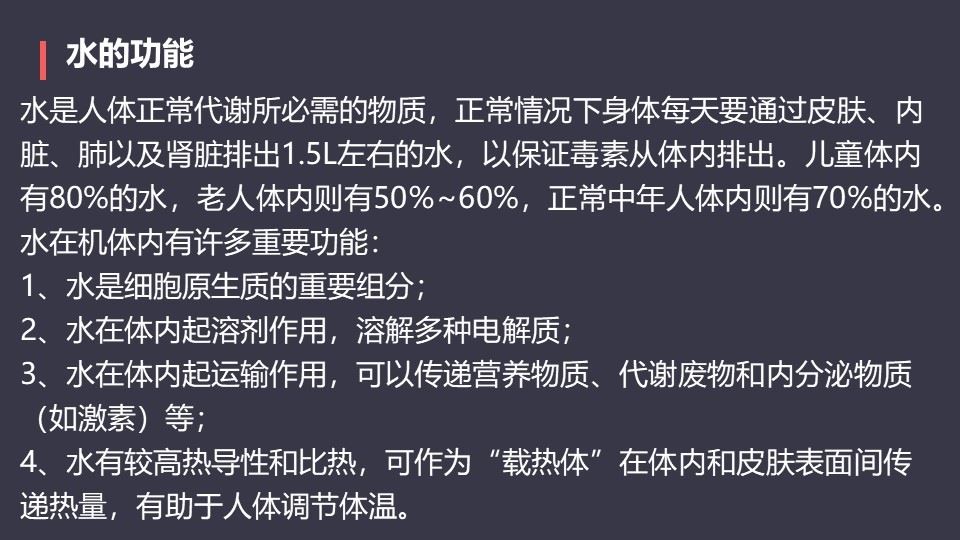 水的功能
水是人体正常代谢所必需的物质，正常情况下身体每天要通过皮肤、内
脏、肺以及肾脏排出1.5L左右的水，以保证毒素从体内排出。儿童体内
有80%的水，老人体内则有50%~60%，正常中年人体内则有70%的水。
水在机体内有许多重要功能：
1、水是细胞原生质的重要组分；
2、水在体内起溶剂作用，溶解多种电解质；
3、水在体内起运输作用，可以传递营养物质、代谢废物和内分泌物质
（如激素）等；
4、水有较高热导性和比热，可作为“载热体”在体内和皮肤表面间传
递热量，有助于人体调节体温。